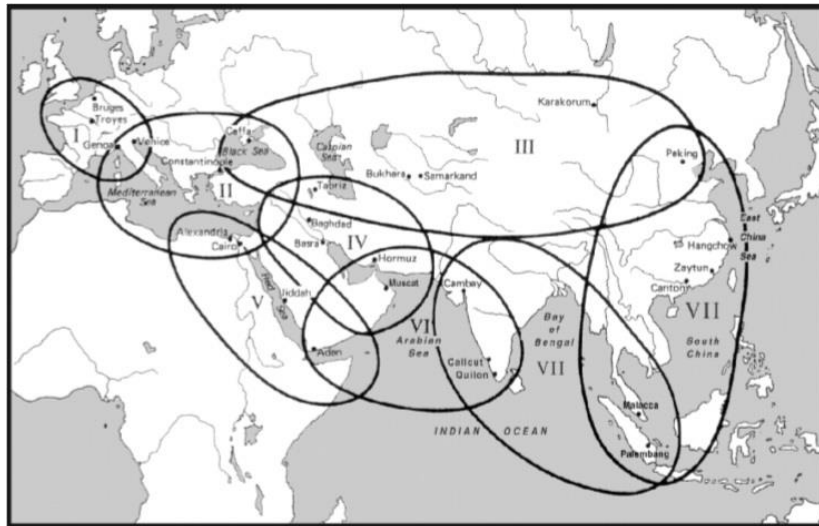 Bruges
Troyes
I
Genoa
Venice
Caffa
Black Sea
Constantinople
II
Mediterranean
Sea
Caspian
Sea
Karakorum
III
Bukhara
Samarkand
Peking
Tabriz
Baghdad
Basra
IV
Hormuz
Muscat
Alexandria
Cairo
Red
Jiddah
V
Aden
VI
Arabian
Sea
Cambay
Calicut
Quilon
Bay
of
Bengal
VII
INDIAN OCEAN
East
China
Sea
Hangchow
Zaytun
Canton
VII
South
China
Malacca
Palembang